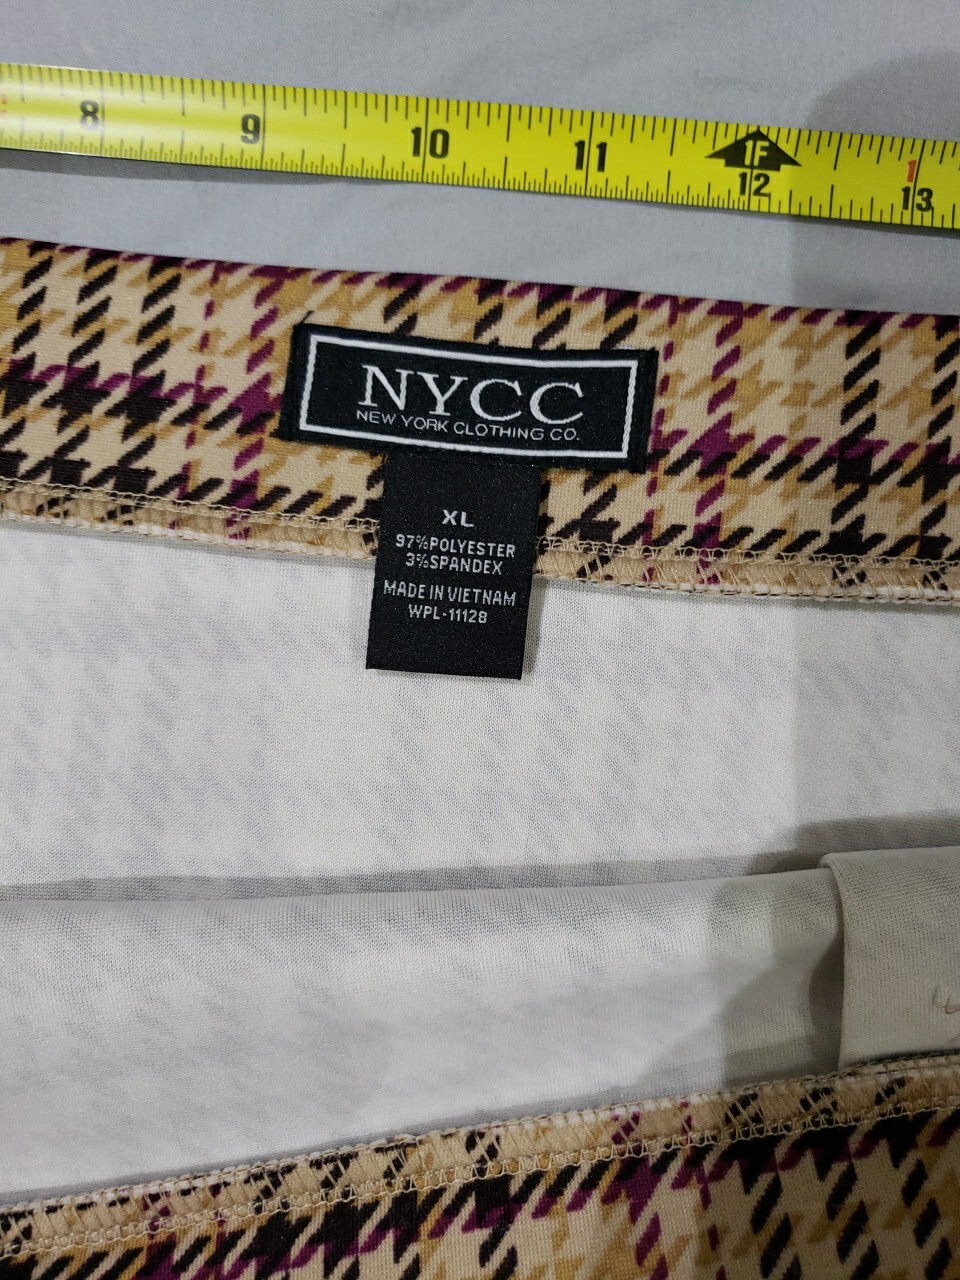 8 9 10 11 1F 12 1 13
NYCC
NEW YORK CLOTHING CO.
XL
97%POLYESTER
3%SPANDEX
MADE IN VIETNAM
WPL-11128